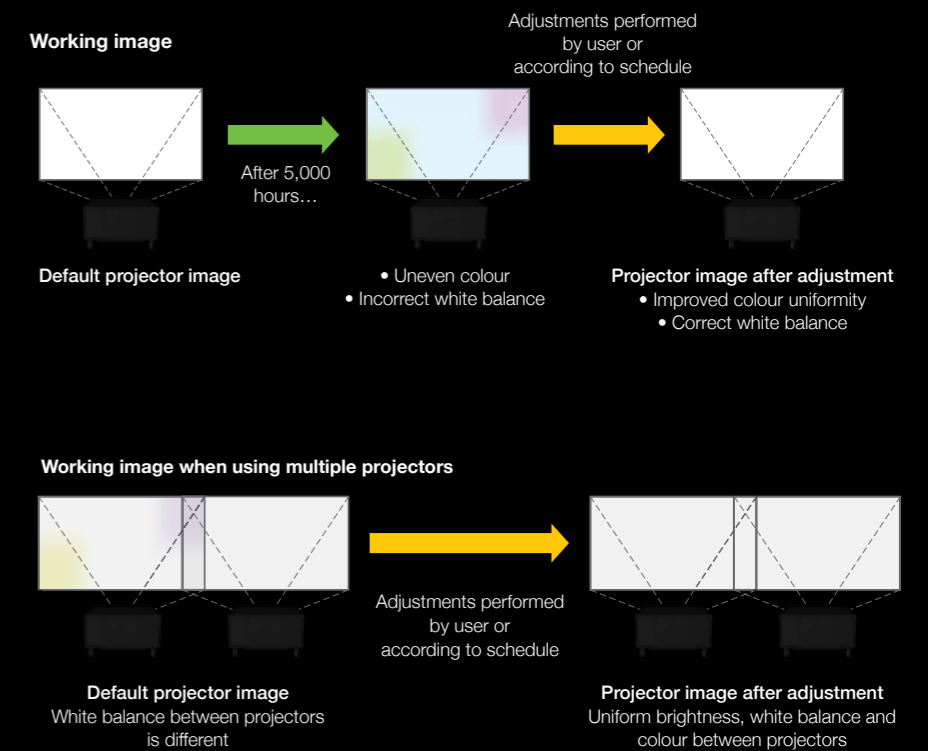 Working image
Adjustments performed
by user or
according to schedule
After 5,000
hours…
Default projector image
• Uneven colour
• Incorrect white balance
Projector image after adjustment
• Improved colour uniformity
• Correct white balance
Working image when using multiple projectors
Adjustments performed
by user or
according to schedule
Default projector image
White balance between projectors
is different
Projector image after adjustment
Uniform brightness, white balance and
colour between projectors